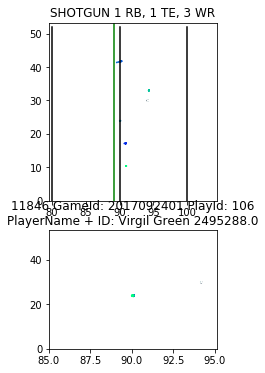 SHOTGUN 1 RB, 1 TE, 3 WR
50
40
30
20
10
0
80 85 90 95 100
11846 GameId: 2017092401 PlayId: 106
PlayerName + ID: Virgil Green 2495288.0
40
20
0
85.0 87.5 90.0 92.5 95.0